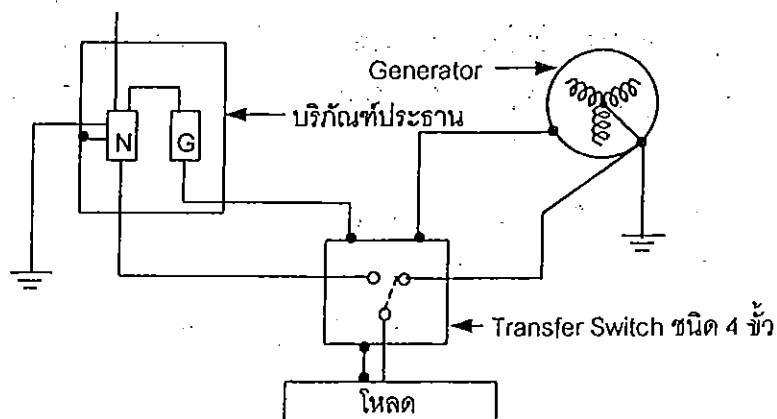 Generator
บริภัณฑ์ประธาน
N
G
Transfer Switch ชนิด 4 ขั้ว
โหลด